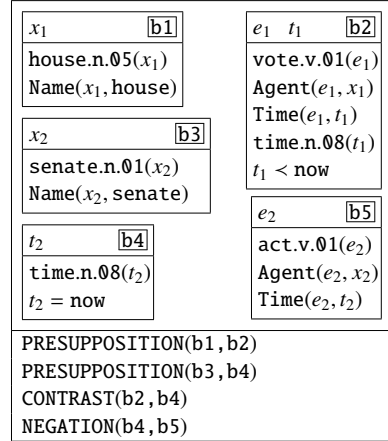 x₁ b1
house.n.05(x₁)
Name(x₁,house)
e₁ t₁ b2
vote.v.01(e₁)
Agent(e₁,x₁)
Time(e₁,t₁)
time.n.08(t₁)
t₁ ≺ now
x₂ b3
senate.n.01(x₂)
Name(x₂,senate)
t₂ b4
time.n.08(t₂)
t₂ = now
e₂ b5
act.v.01(e₂)
Agent(e₂,x₂)
Time(e₂,t₂)
PRESUPPOSITION(b1,b2)
PRESUPPOSITION(b3,b4)
CONTRAST(b2,b4)
NEGATION(b4,b5)